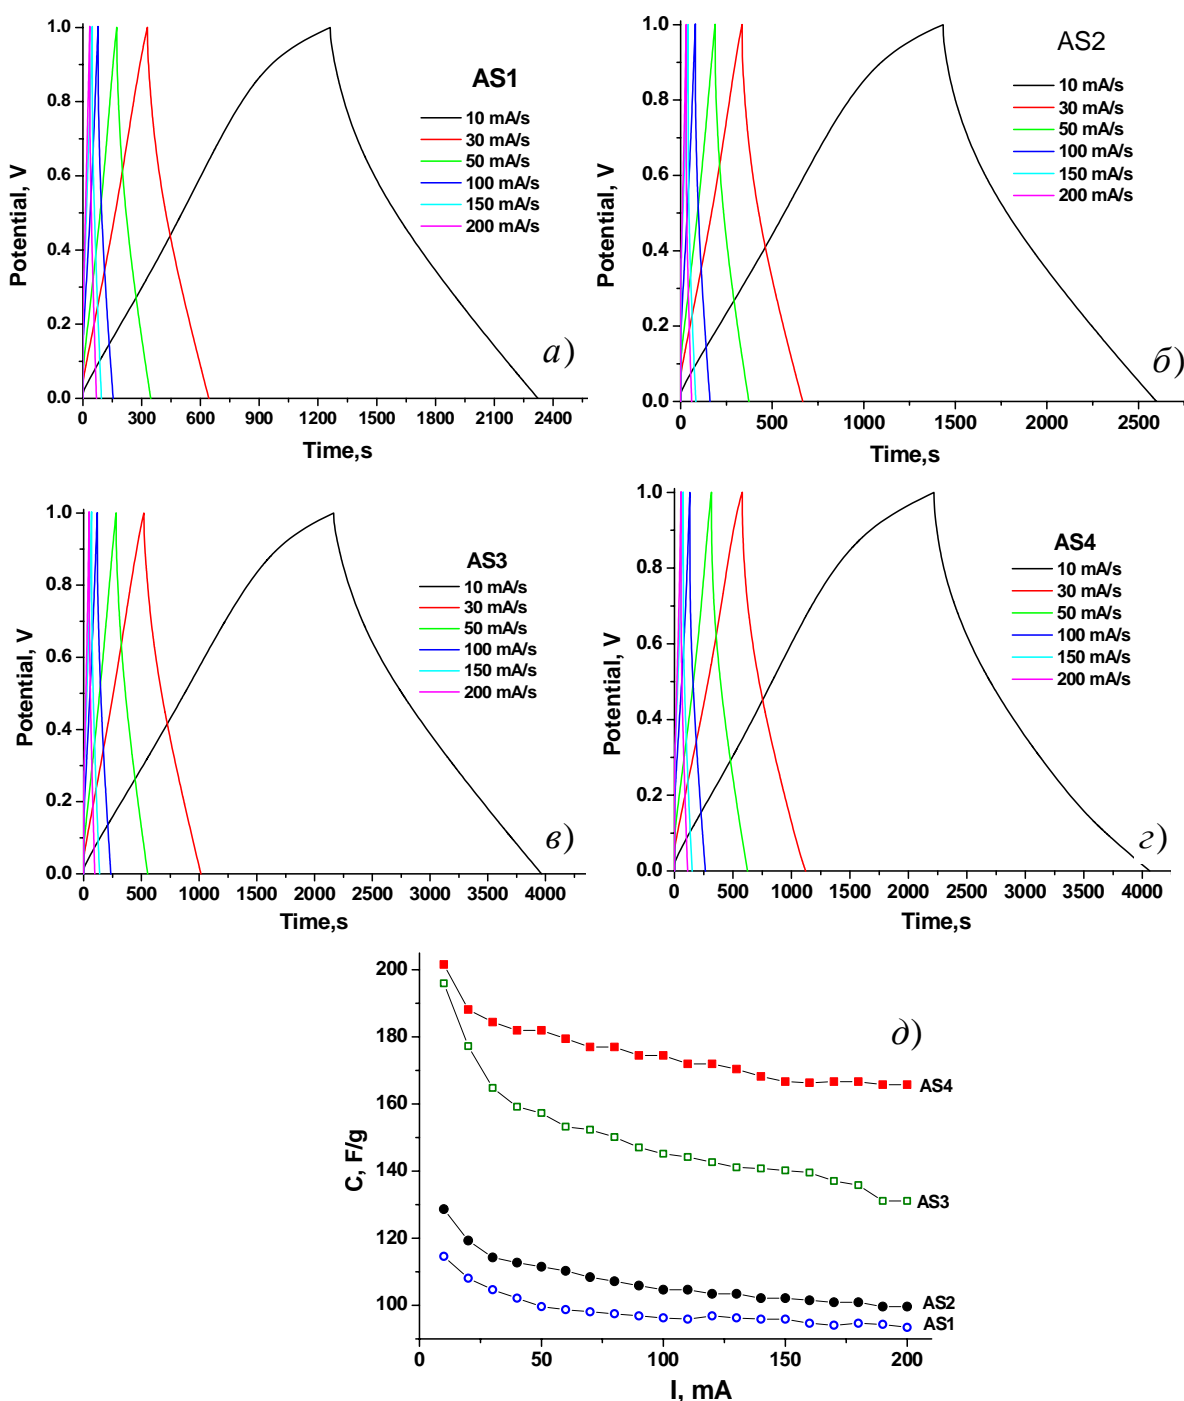 AS1
10 mA/s
30 mA/s
50 mA/s
100 mA/s
150 mA/s
200 mA/s
Potential, V
1.0
0.8
0.6
0.4
0.2
0.0
0 300 600 900 1200 1500 1800 2100 2400
Time,s
а)
AS2
10 mA/s
30 mA/s
50 mA/s
100 mA/s
150 mA/s
200 mA/s
Potential, V
1.0
0.8
0.6
0.4
0.2
0.0
0 500 1000 1500 2000 2500
Time,s
б)
AS3
10 mA/s
30 mA/s
50 mA/s
100 mA/s
150 mA/s
200 mA/s
Potential, V
1.0
0.8
0.6
0.4
0.2
0.0
0 500 1000 1500 2000 2500 3000 3500 4000
Time,s
в)
AS4
10 mA/s
30 mA/s
50 mA/s
100 mA/s
150 mA/s
200 mA/s
Potential, V
1.0
0.8
0.6
0.4
0.2
0.0
0 500 1000 1500 2000 2500 3000 3500 4000
Time,s
г)
C, F/g
200
180
160
140
120
100
0 50 100 150 200
I, mA
д)
AS4
AS3
AS2
AS1